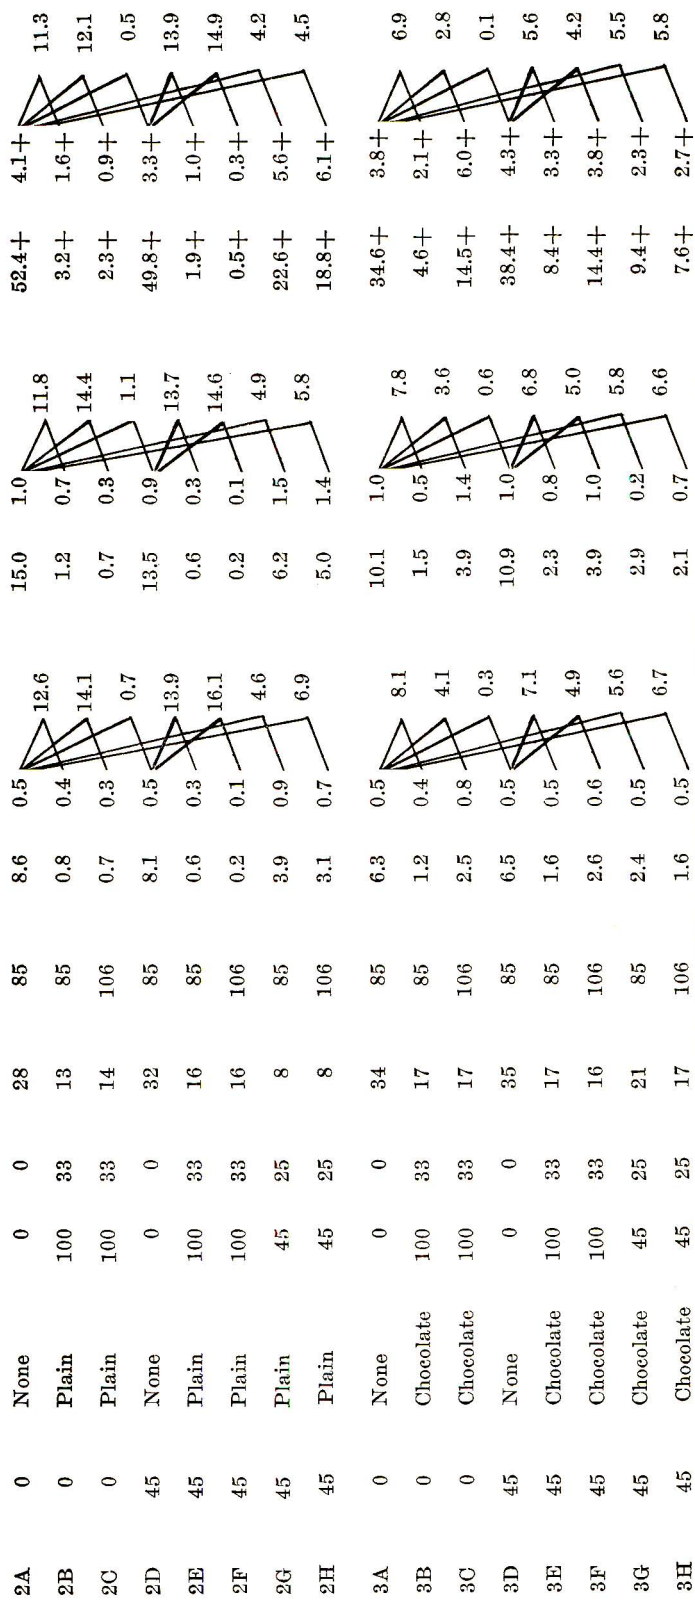 2A 0 None 0 0 28 85 8.6 0.5 15.0 1.0 52.4+ 4.1+
12.6 11.8 11.3
2B 0 Plain 100 33 13 85 0.8 0.4 1.2 0.7 3.2+ 1.6+
14.1 14.4 12.1
2C 0 Plain 100 33 14 106 0.7 0.3 0.7 0.3 2.3+ 0.9+
0.7 1.1 0.5
2D 45 None 0 0 32 85 8.1 0.5 13.5 0.9 49.8+ 3.3+
13.9 13.7 13.9
2E 45 Plain 100 33 16 85 0.6 0.3 0.6 0.3 1.9+ 1.0+
16.1 14.6 14.9
2F 45 Plain 100 33 16 106 0.2 0.1 0.2 0.1 0.5+ 0.3+
4.6 4.9 4.2
2G 45 Plain 45 25 8 85 3.9 0.9 6.2 1.5 22.6+ 5.6+
6.9 5.8 4.5
2H 45 Plain 45 25 8 106 3.1 0.7 5.0 1.4 18.8+ 6.1+
3A 0 None 0 0 34 85 6.3 0.5 10.1 1.0 34.6+ 3.8+
8.1 7.8 6.9
3B 0 Chocolate 100 33 17 85 1.2 0.4 1.5 0.5 4.6+ 2.1+
4.1 3.6 2.8
3C 0 Chocolate 100 33 17 106 2.5 0.8 3.9 1.4 14.5+ 6.0+
0.3 0.6 0.1
3D 45 None 0 0 35 85 6.5 0.5 10.9 1.0 38.4+ 4.3+
7.1 6.8 5.6
3E 45 Chocolate 100 33 17 85 1.6 0.5 2.3 0.8 8.4+ 3.3+
4.9 5.0 4.2
3F 45 Chocolate 100 33 16 106 2.6 0.6 3.9 1.0 14.4+ 3.8+
5.6 5.8 5.5
3G 45 Chocolate 45 25 21 85 2.4 0.5 2.9 0.2 9.4+ 2.3+
6.7 6.6 5.8
3H 45 Chocolate 45 25 17 106 1.6 0.5 2.1 0.7 7.6+ 2.7+